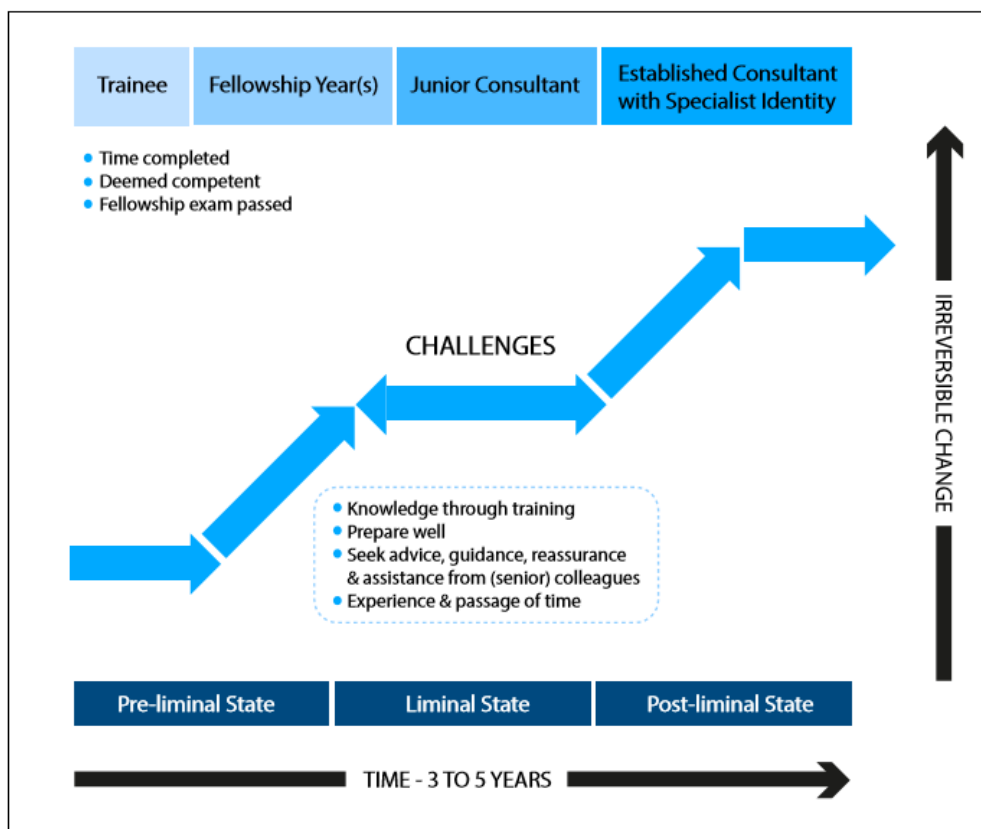 Trainee
Fellowship Year(s)
Junior Consultant
Established Consultant
with Specialist Identity
• Time completed
• Deemed competent
• Fellowship exam passed
CHALLENGES
IRREVERSIBLE CHANGE
• Knowledge through training
• Prepare well
• Seek advice, guidance, reassurance
& assistance from (senior) colleagues
• Experience & passage of time
Pre-liminal State
Liminal State
Post-liminal State
TIME - 3 TO 5 YEARS